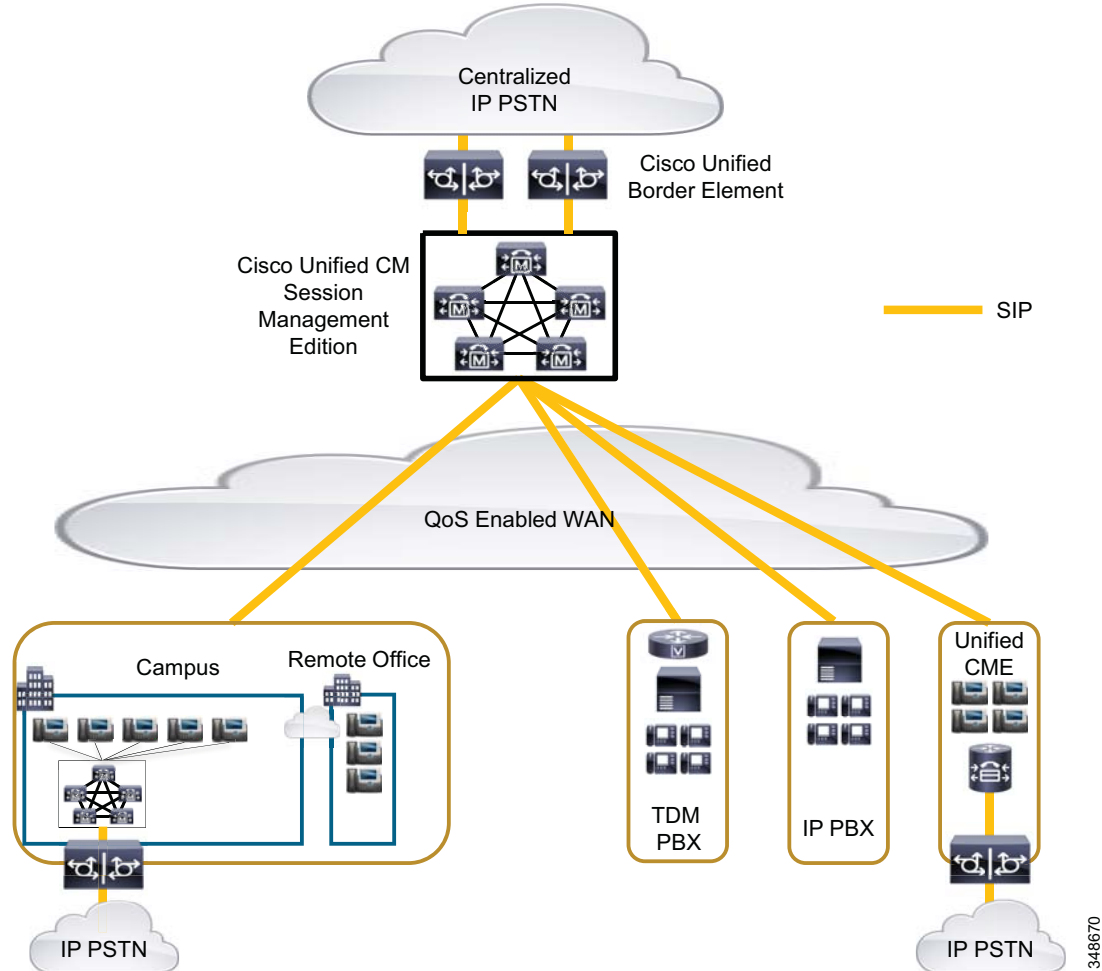 Centralized
IP PSTN
Cisco Unified
Border Element
Cisco Unified CM
Session
Management
Edition
M
M
M
M
M
SIP
QoS Enabled WAN
Campus
Remote Office
V
TDM
PBX
IP PBX
Unified
CME
IP PSTN
IP PSTN
348670